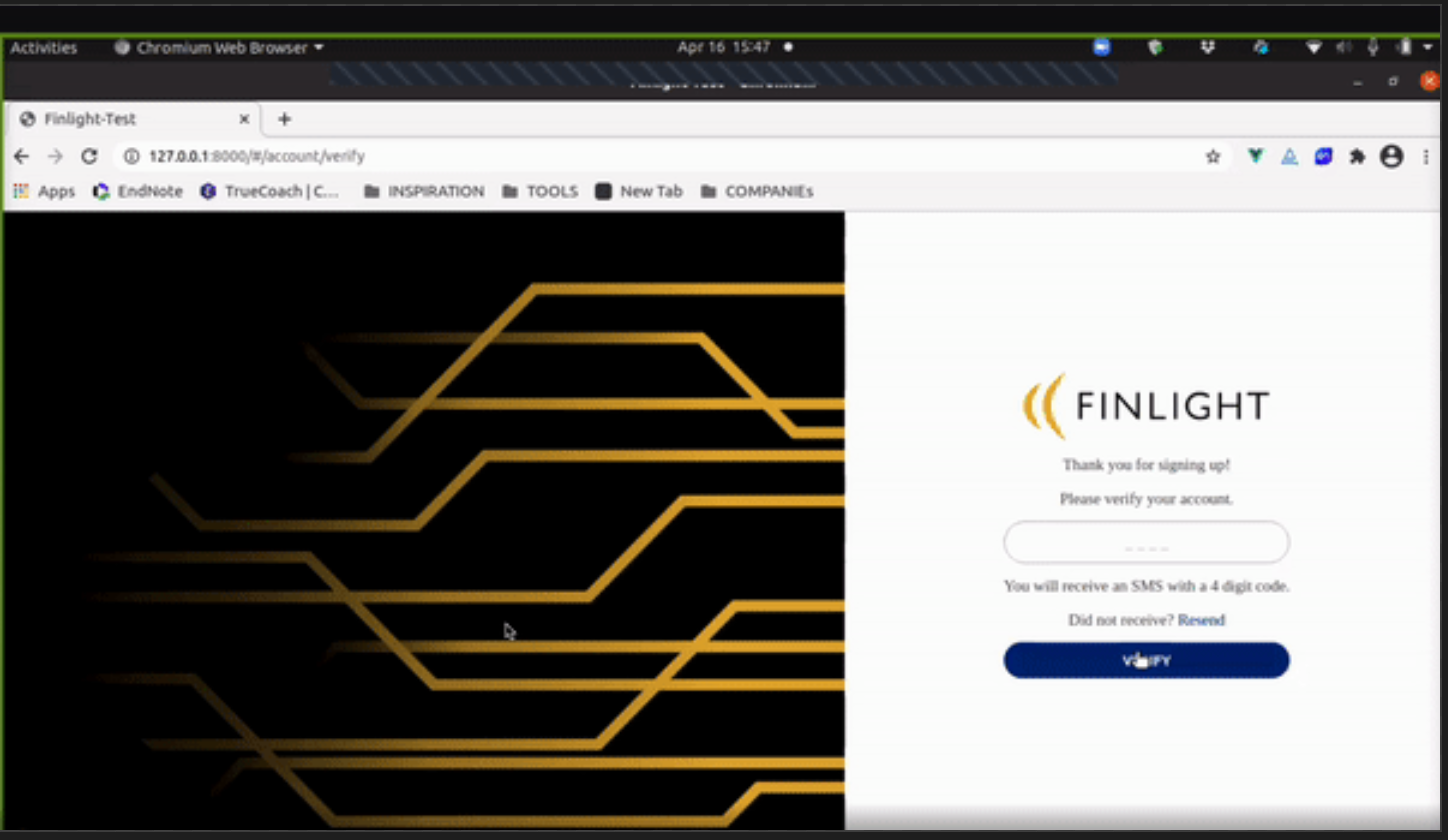 Activities Chromium Web Browser Apr 16 15:47
Finlight-Test
127.0.0.1:8000/#/account/verify
Apps EndNote TrueCoach | C... INSPIRATION TOOLS New Tab COMPANIEs
FINLIGHT
Thank you for signing up!
Please verify your account.
You will receive an SMS with a 4 digit code.
Did not receive? Resend